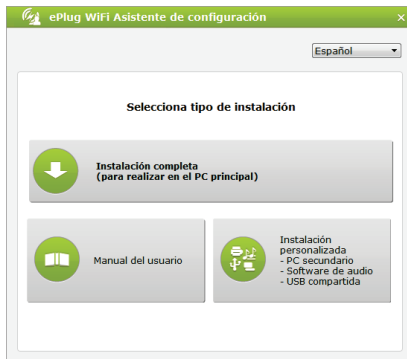 ePlug WiFi Asistente de configuración
Español
Selecciona tipo de instalación
Instalación completa
(para realizar en el PC principal)
Manual del usuario
Instalación
personalizada
- PC secundario
- Software de audio
- USB compartida